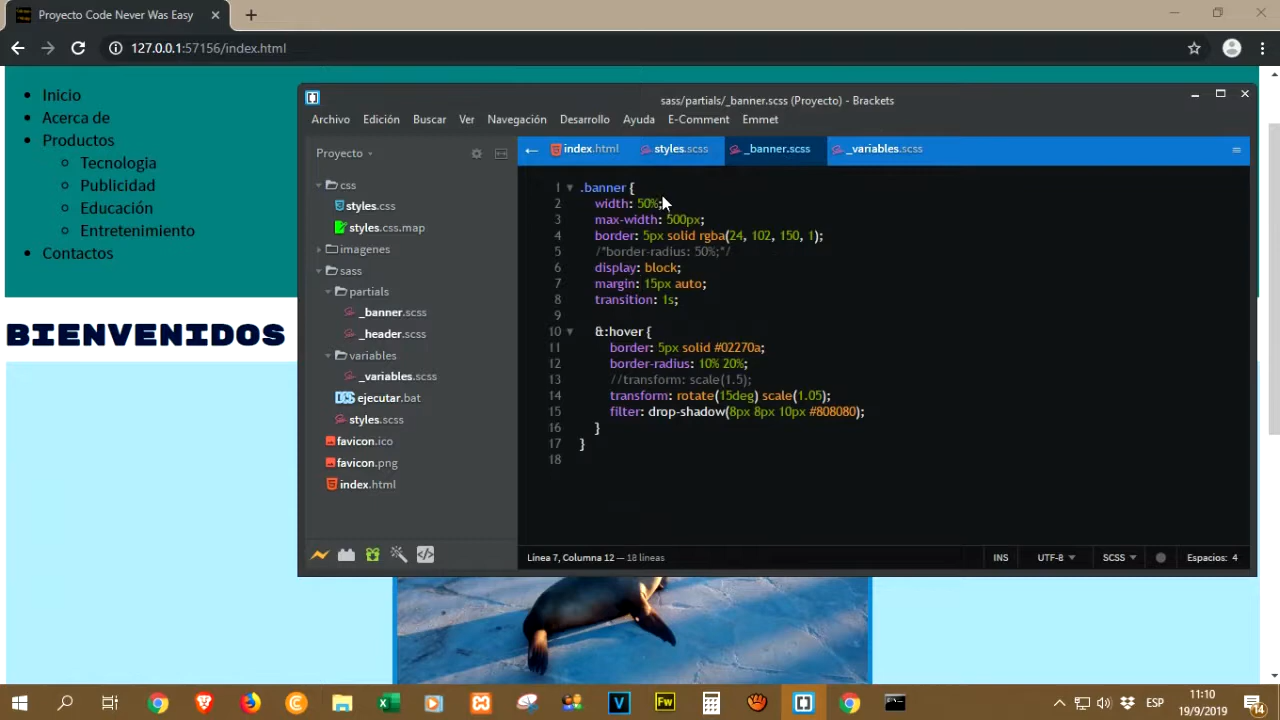 Proyecto Code Never Was Easy
127.0.0.1:57156/index.html
Inicio
Acerca de
Productos
Tecnologia
Publicidad
Educación
Entretenimiento
Contactos
BIENVENIDOS
sass/partials/_banner.scss (Proyecto) - Brackets
Archivo Edición Buscar Ver Navegación Desarrollo Ayuda E-Comment Emmet
Proyecto
css
styles.css
styles.css.map
imagenes
sass
partials
_banner.scss
_header.scss
variables
_variables.scss
ejecutar.bat
styles.scss
favicon.ico
favicon.png
index.html
index.html styles.scss _banner.scss _variables.scss
1 .banner {
2 width: 50%;
3 max-width: 500px;
4 border: 5px solid rgba(24, 102, 150, 1);
5 /*border-radius: 50%;*/
6 display: block;
7 margin: 15px auto;
8 transition: 1s;
9
10 &:hover {
11 border: 5px solid #02270a;
12 border-radius: 10% 20%;
13 //transform: scale(1.5);
14 transform: rotate(15deg) scale(1.05);
15 filter: drop-shadow(8px 8px 10px #808080);
16 }
17 }
18
Línea 7, Columna 12 — 18 líneas
INS UTF-8 SCSS Espacios: 4
ESP
11:10
19/9/2019
14